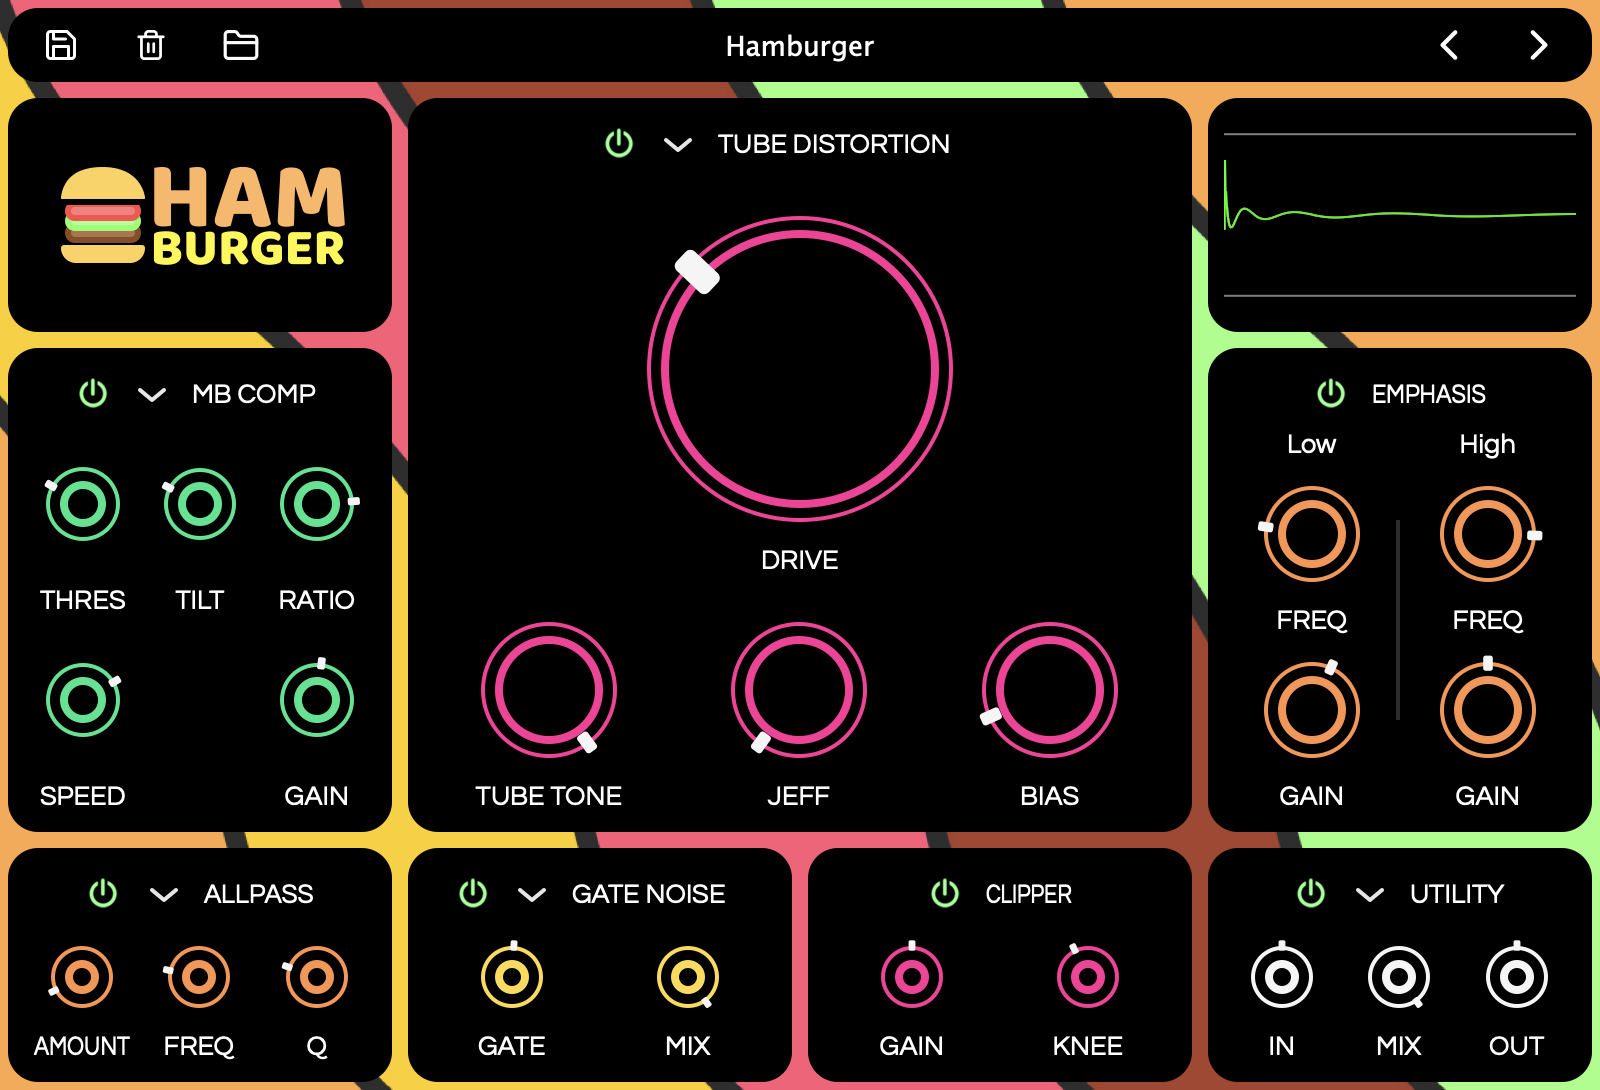 Hamburger
HAM
BURGER
TUBE DISTORTION
DRIVE
TUBE TONE
JEFF
BIAS
MB COMP
THRES
TILT
RATIO
SPEED
GAIN
EMPHASIS
Low
High
FREQ
FREQ
GAIN
GAIN
ALLPASS
AMOUNT
FREQ
Q
GATE NOISE
GATE
MIX
CLIPPER
GAIN
KNEE
UTILITY
IN
MIX
OUT